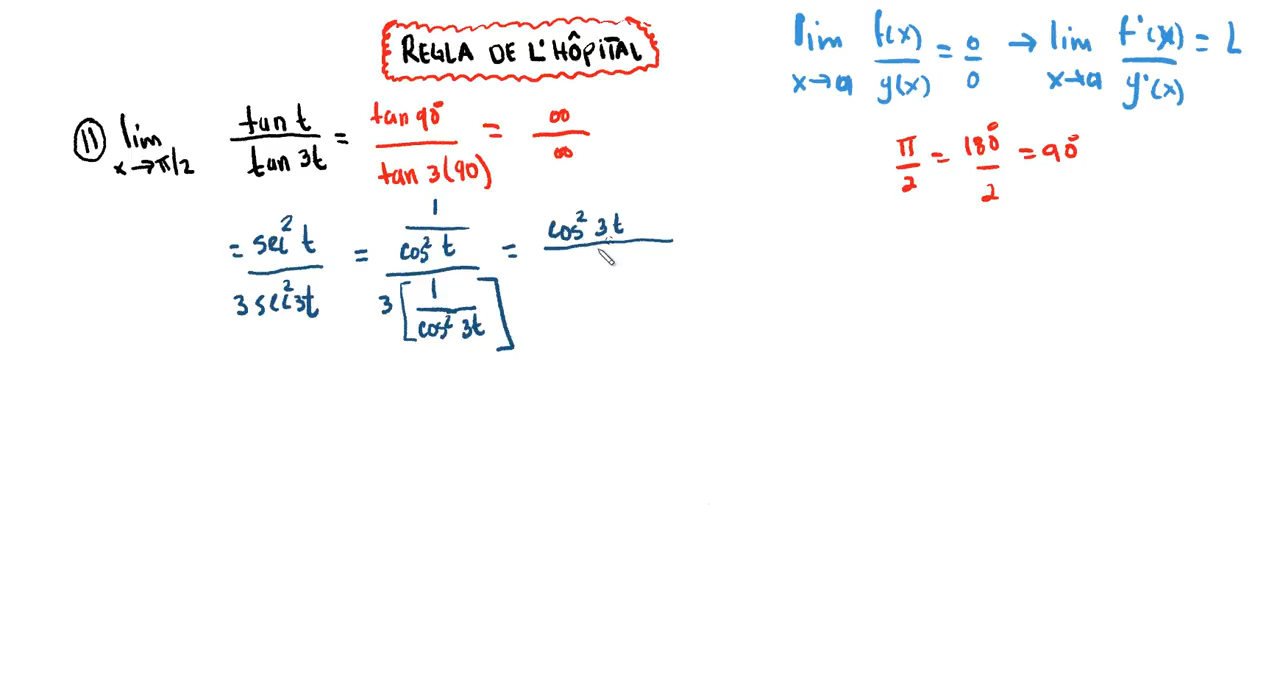 REGLA DE L'HÔPITAL
lim x→a f(x)/g(x) = 0/0 → lim x→a f'(x)/g'(x) = L
11 lim x→π/2 tan t/tan 3t = tan 90°/tan 3(90) = ∞/∞
π/2 = 180°/2 = 90°
= sec² t/3 sec² 3t = (1/cos² t)/(3[1/cos² 3t]) = cos² 3t